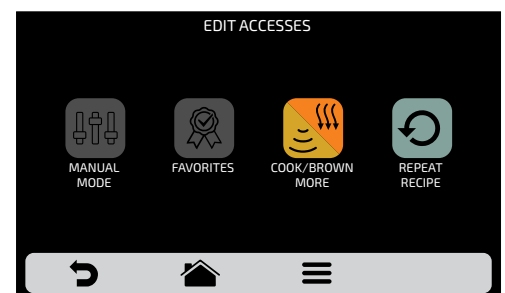 EDIT ACCESSES
MANUAL
MODE
FAVORITES
COOK/BROWN
MORE
REPEAT
RECIPE